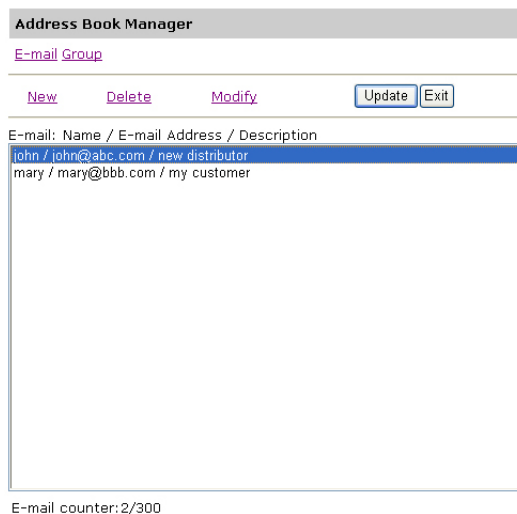 Address Book Manager
E-mail Group
New Delete Modify Update Exit
E-mail: Name / E-mail Address / Description
john / john@abc.com / new distributor
mary / mary@bbb.com / my customer
E-mail counter:2/300